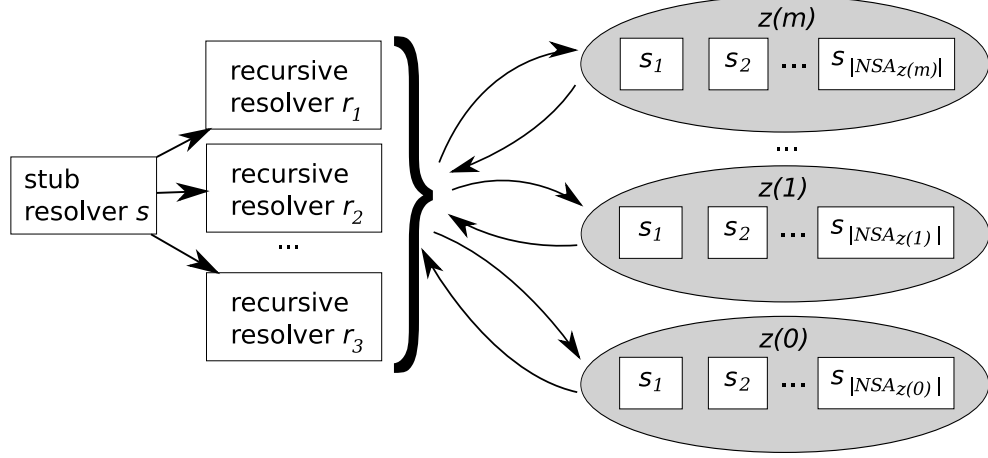 stub
resolver s
recursive
resolver r1
recursive
resolver r2
...
recursive
resolver r3
z(m)
s1 s2 ... s|NSAz(m)|
...
z(1)
s1 s2 ... s|NSAz(1) |
z(0)
s1 s2 ... s|NSAz(0) |